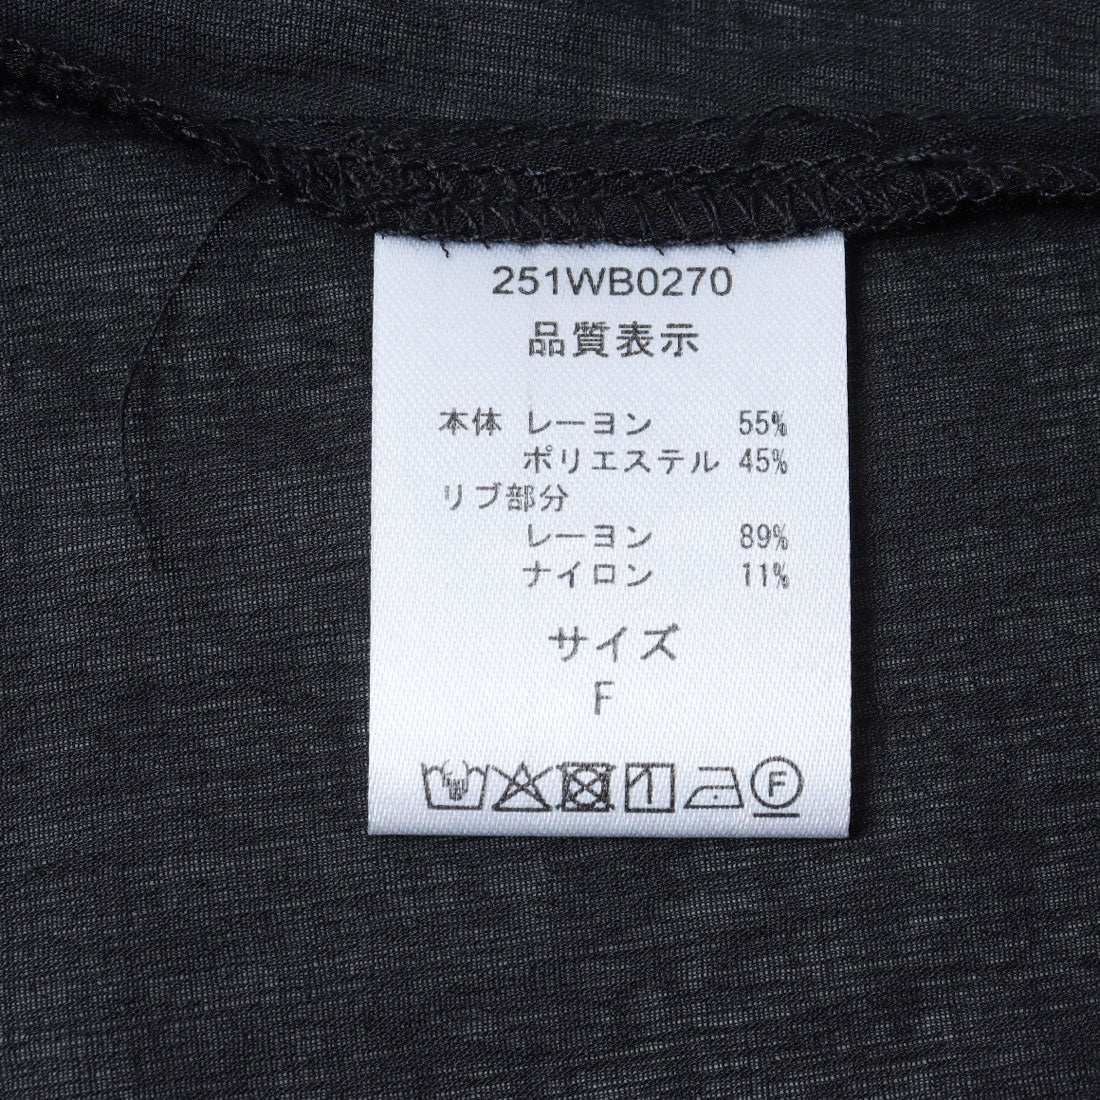 251WB0270
品質表示
本体 レーヨン 55%
ポリエステル 45%
リブ部分
レーヨン 89%
ナイロン 11%
サイズ
F
F